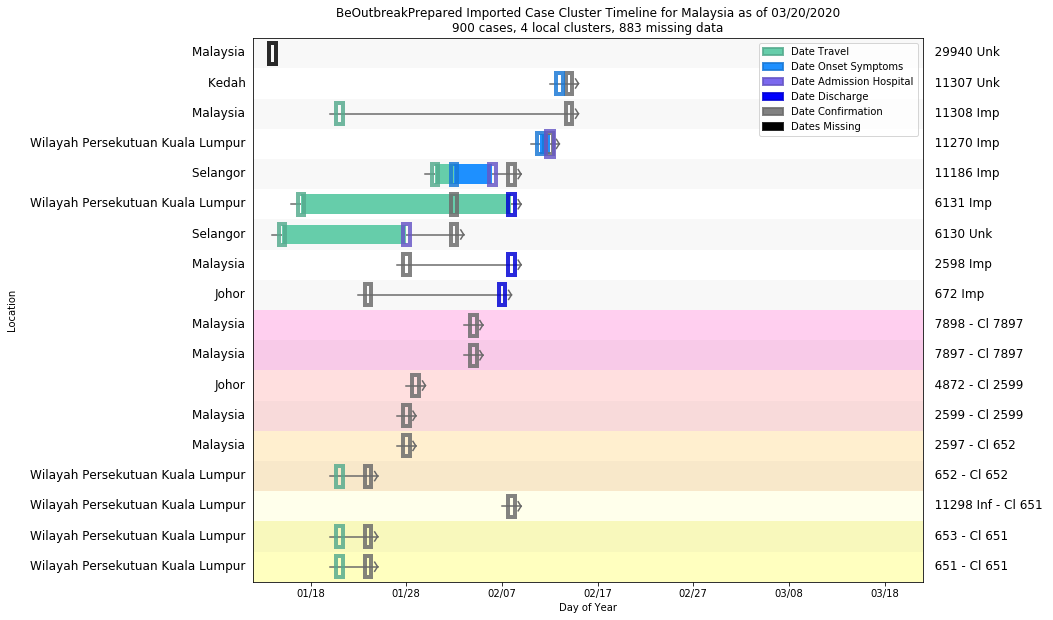 BeOutbreakPrepared Imported Case Cluster Timeline for Malaysia as of 03/20/2020
900 cases, 4 local clusters, 883 missing data
Date Travel
Date Onset Symptoms
Date Admission Hospital
Date Discharge
Date Confirmation
Dates Missing
Location
Malaysia 29940 Unk
Kedah 11307 Unk
Malaysia 11308 Imp
Wilayah Persekutuan Kuala Lumpur 11270 Imp
Selangor 11186 Imp
Wilayah Persekutuan Kuala Lumpur 6131 Imp
Selangor 6130 Unk
Malaysia 2598 Imp
Johor 672 Imp
Malaysia 7898 - Cl 7897
Malaysia 7897 - Cl 7897
Johor 4872 - Cl 2599
Malaysia 2599 - Cl 2599
Malaysia 2597 - Cl 652
Wilayah Persekutuan Kuala Lumpur 652 - Cl 652
Wilayah Persekutuan Kuala Lumpur 11298 Inf - Cl 651
Wilayah Persekutuan Kuala Lumpur 653 - Cl 651
Wilayah Persekutuan Kuala Lumpur 651 - Cl 651
01/18 01/28 02/07 02/17 02/27 03/08 03/18
Day of Year